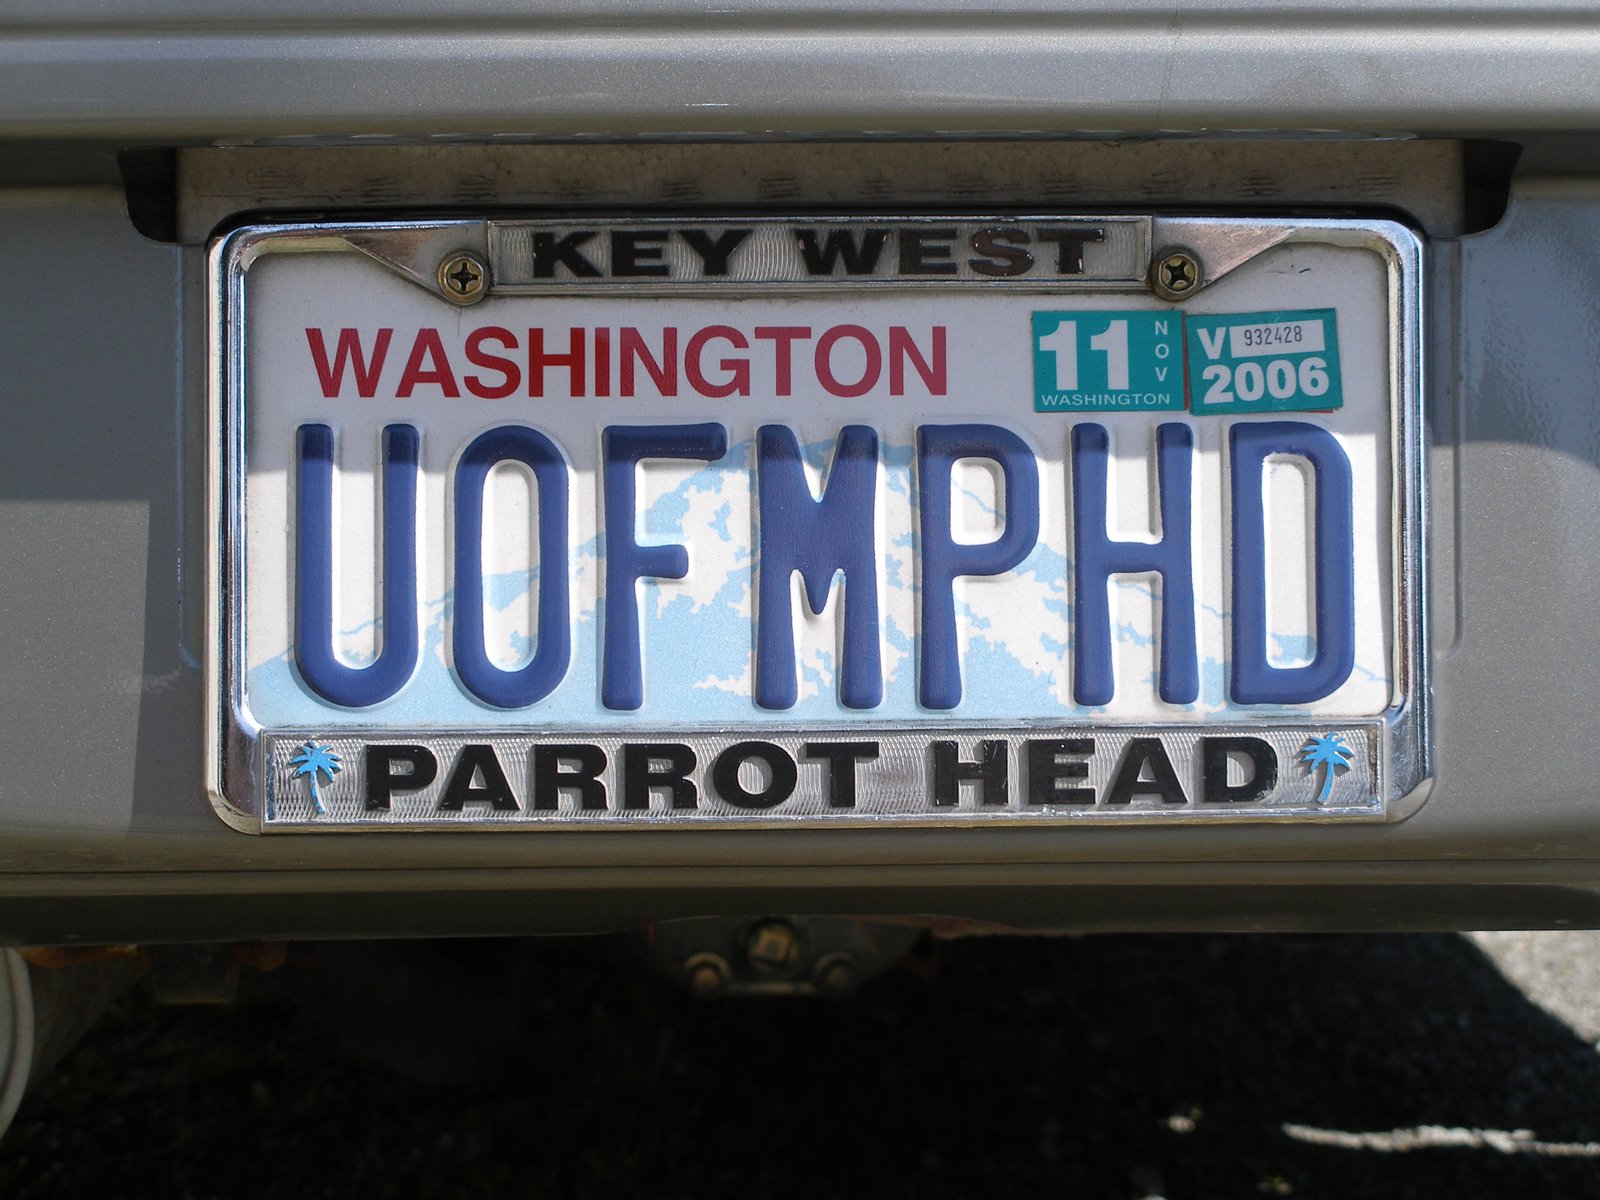 KEY WEST
WASHINGTON
11 NOV WASHINGTON
V 932428 2006
UOFMPHD
PARROT HEAD